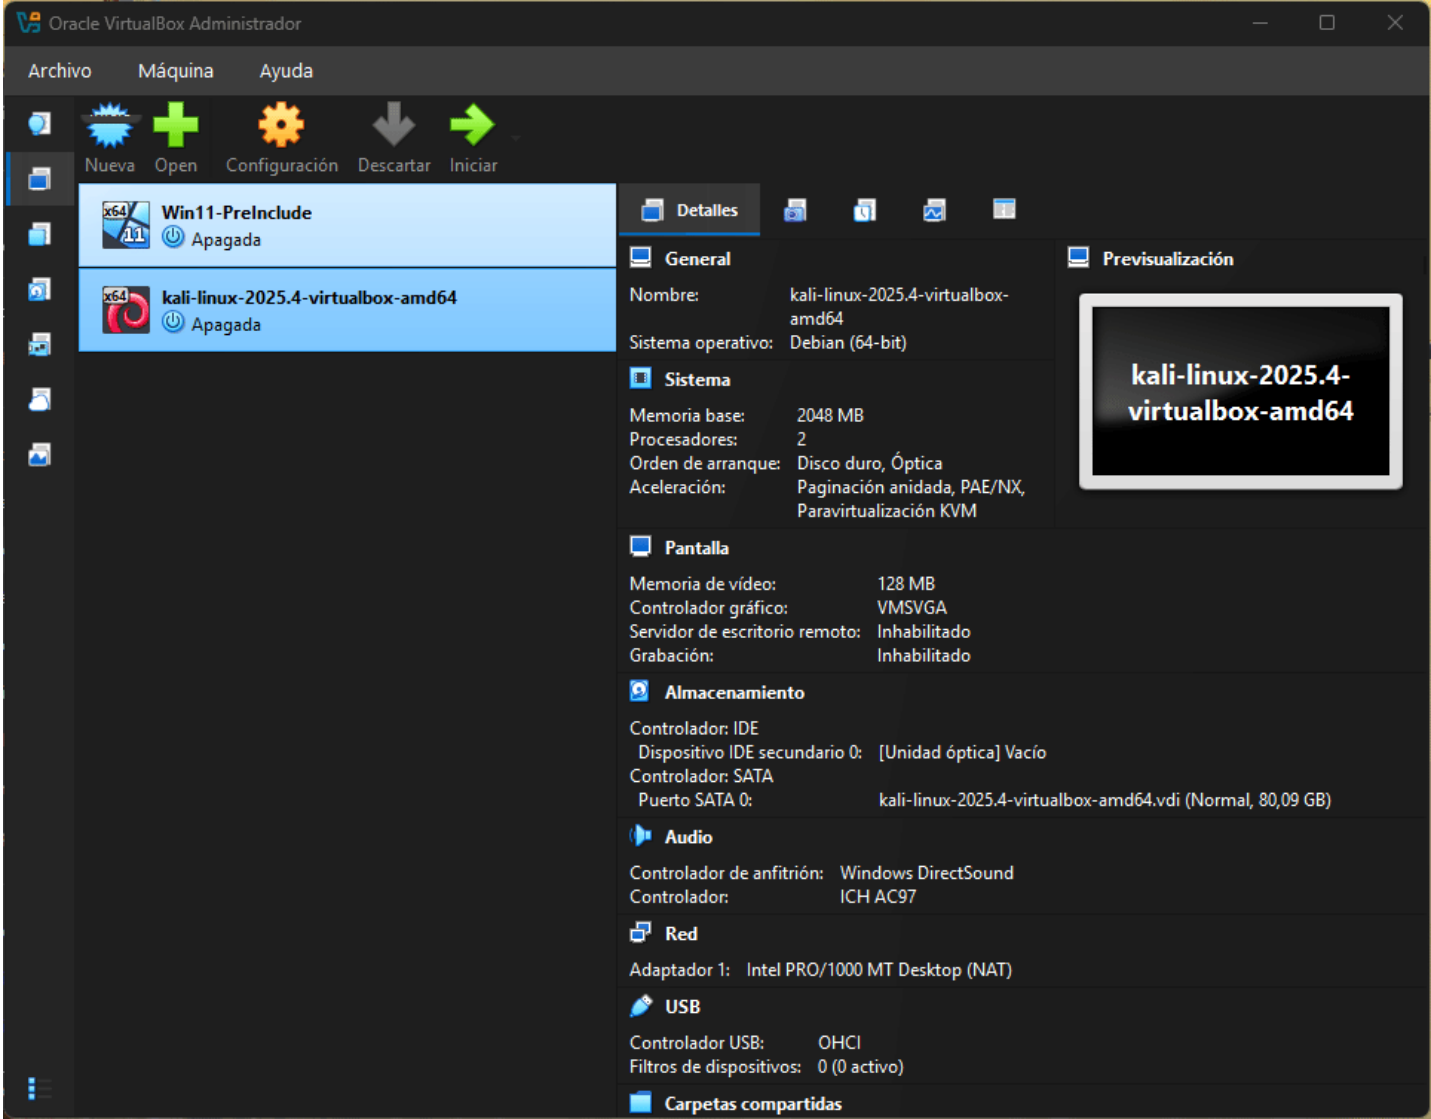 Oracle VirtualBox Administrador
Archivo Máquina Ayuda
Nueva Open Configuración Descartar Iniciar
x64 11 Win11-PreInclude
Apagada
x64 kali-linux-2025.4-virtualbox-amd64
Apagada
Detalles
General
Nombre: kali-linux-2025.4-virtualbox-
amd64
Sistema operativo: Debian (64-bit)
Previsualización
kali-linux-2025.4-
virtualbox-amd64
Sistema
Memoria base: 2048 MB
Procesadores: 2
Orden de arranque: Disco duro, Óptica
Aceleración: Paginación anidada, PAE/NX,
Paravirtualización KVM
Pantalla
Memoria de vídeo: 128 MB
Controlador gráfico: VMSVGA
Servidor de escritorio remoto: Inhabilitado
Grabación: Inhabilitado
Almacenamiento
Controlador: IDE
Dispositivo IDE secundario 0: [Unidad óptica] Vacío
Controlador: SATA
Puerto SATA 0: kali-linux-2025.4-virtualbox-amd64.vdi (Normal, 80,09 GB)
Audio
Controlador de anfitrión: Windows DirectSound
Controlador: ICH AC97
Red
Adaptador 1: Intel PRO/1000 MT Desktop (NAT)
USB
Controlador USB: OHCI
Filtros de dispositivos: 0 (0 activo)
Carpetas compartidas